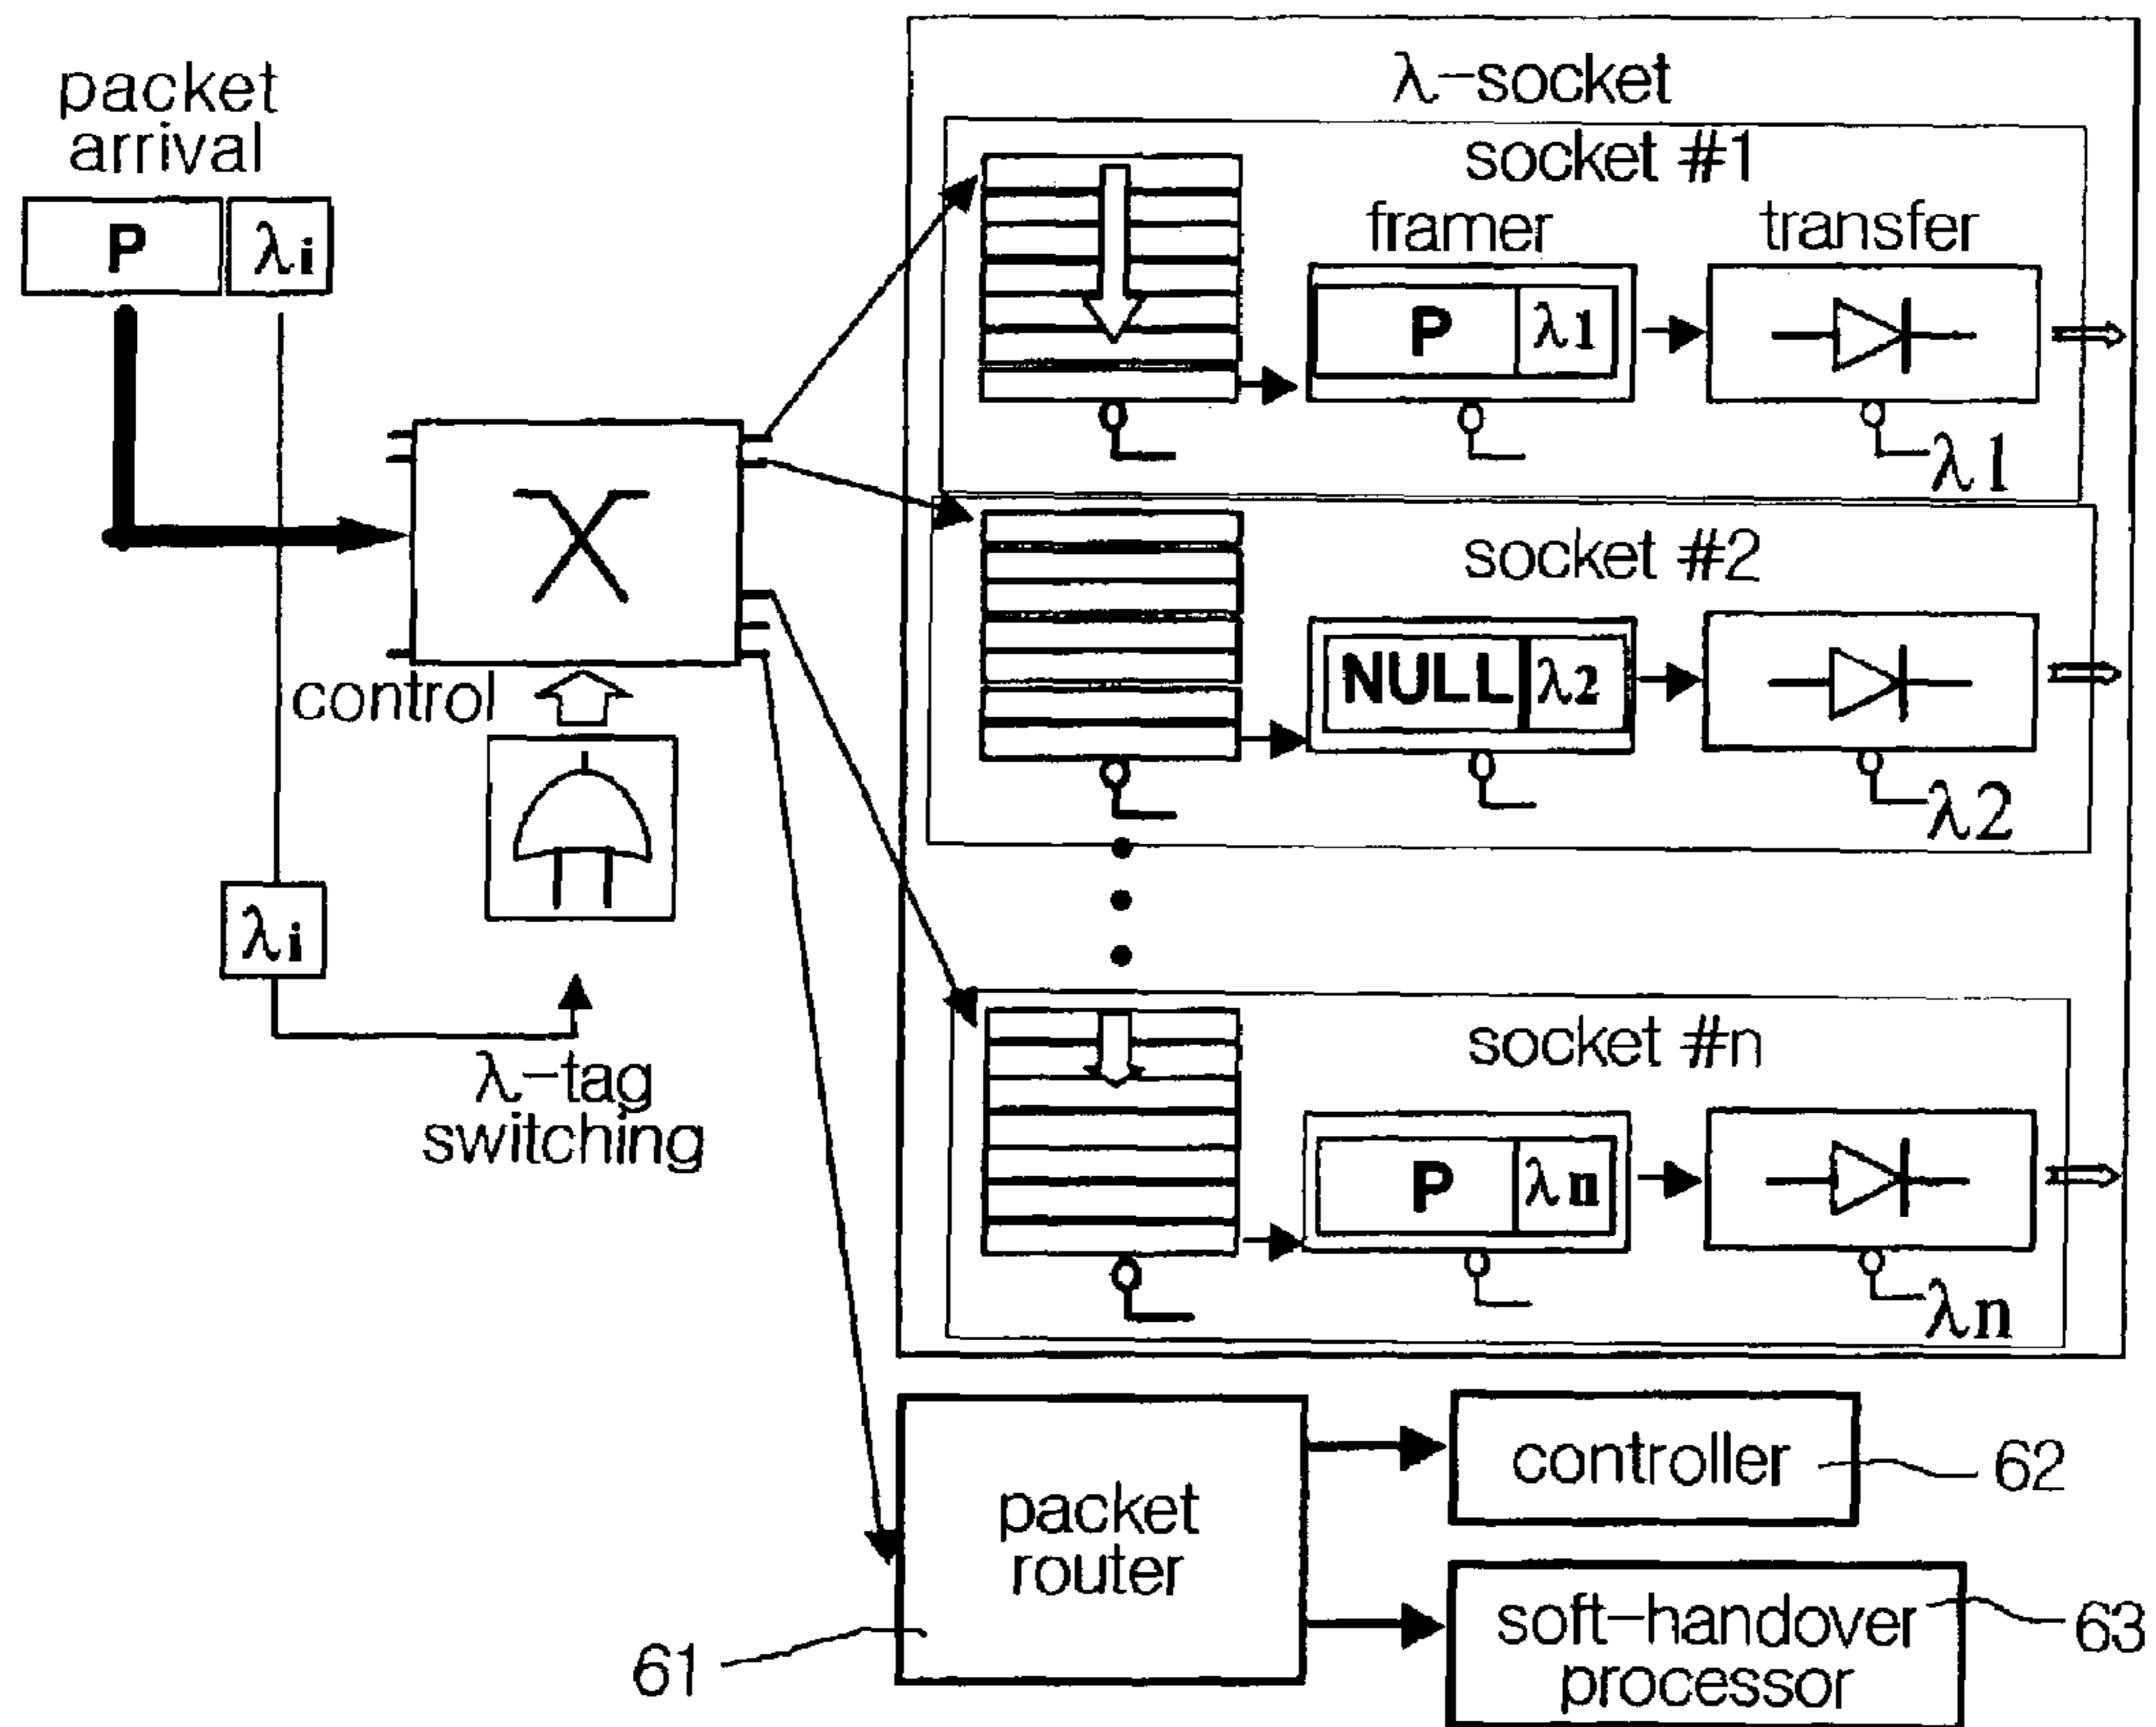 packet
arrival
P λi
control
λi
λ-tag
switching
λ-socket
socket #1
framer transfer
P λ1
λ1
socket #2
NULL λ2
λ2
socket #n
P λn
λn
packet
router
61
controller
62
soft-handover
processor
63